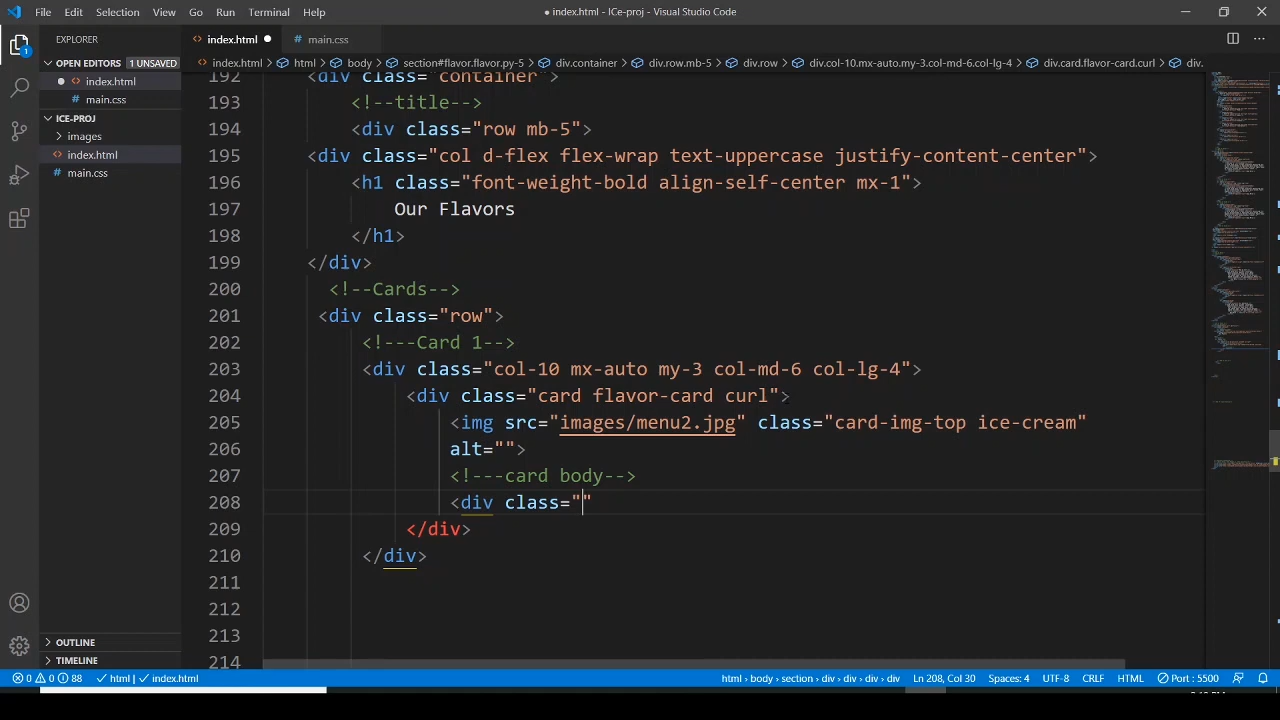 File Edit Selection View Go Run Terminal Help
● index.html - ICe-proj - Visual Studio Code
EXPLORER
index.html ●
main.css
OPEN EDITORS 1 UNSAVED
index.html > html > body > section#flavor.flavor.py-5 > div.container > div.row.mb-5 > div.row > div.col-10.mx-auto.my-3.col-md-6.col-lg-4 > div.card.flavor-card.curl > div.
● index.html
main.css
ICE-PROJ
images
index.html
main.css
1
192 <div class="container">
193 <!--title-->
194 <div class="row mb-5">
195 <div class="col d-flex flex-wrap text-uppercase justify-content-center">
196 <h1 class="font-weight-bold align-self-center mx-1">
197 Our Flavors
198 </h1>
199 </div>
200 <!--Cards-->
201 <div class="row">
202 <!---Card 1-->
203 <div class="col-10 mx-auto my-3 col-md-6 col-lg-4">
204 <div class="card flavor-card curl">
205 <img src="images/menu2.jpg" class="card-img-top ice-cream"
206 alt="">
207 <!---card body-->
208 <div class=""
209 </div>
210 </div>
211
212
213
214
OUTLINE
TIMELINE
0 0 88 html | index.html
html > body > section > div > div > div > div Ln 208, Col 30 Spaces: 4 UTF-8 CRLF HTML Port : 5500